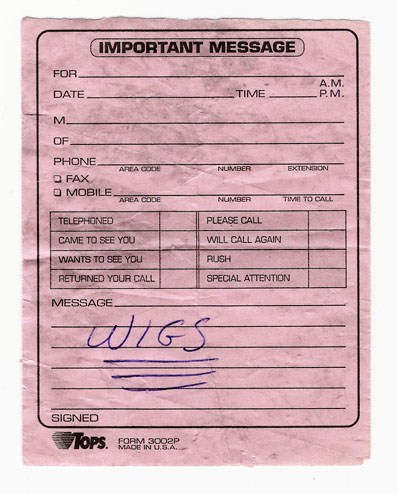 IMPORTANT MESSAGE
FOR
A.M.
DATE TIME P.M.
M
OF
PHONE
AREA CODE NUMBER EXTENSION
FAX
MOBILE
AREA CODE NUMBER TIME TO CALL
TELEPHONED PLEASE CALL
CAME TO SEE YOU WILL CALL AGAIN
WANTS TO SEE YOU RUSH
RETURNED YOUR CALL SPECIAL ATTENTION
MESSAGE
WIGS
SIGNED
TOPS. FORM 3002P
MADE IN U.S.A.